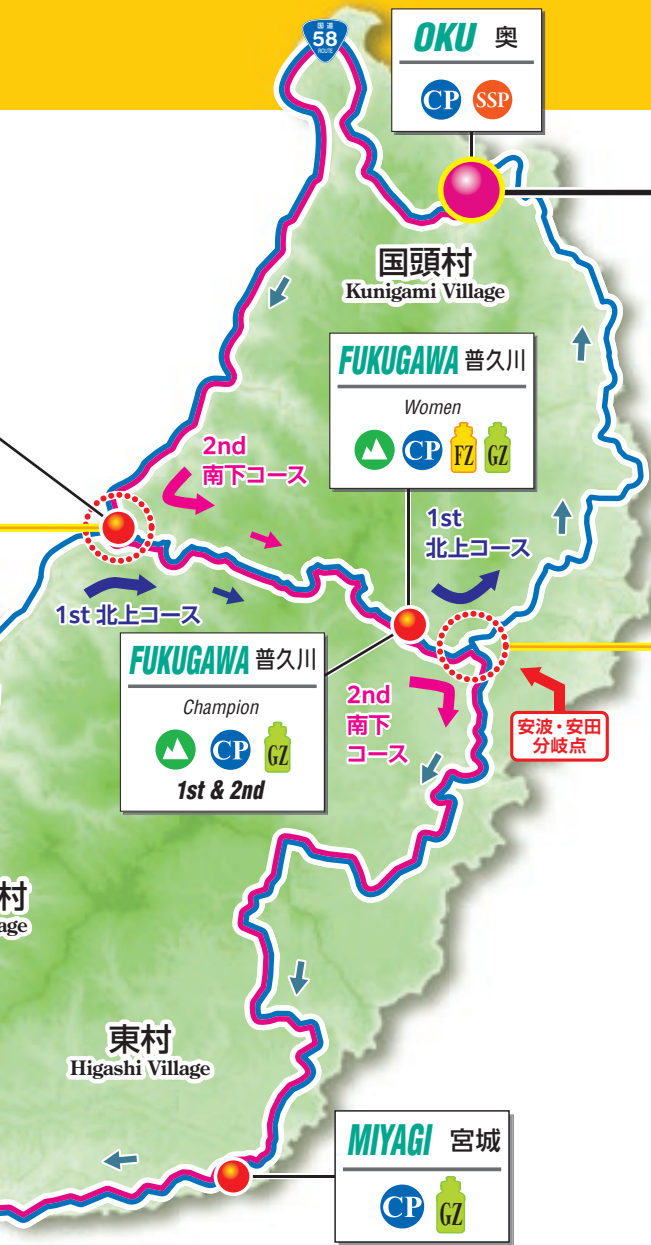 国道
58
ROUTE
OKU 奥
CP SSP
国頭村
Kunigami Village
FUKUGAWA 普久川
Women
CP FZ GZ
2nd
南下コース
1st
北上コース
1st 北上コース
FUKUGAWA 普久川
Champion
CP GZ
1st & 2nd
2nd
南下
コース
安波・安田
分岐点
村
age
東村
Higashi Village
MIYAGI 宮城
CP GZ